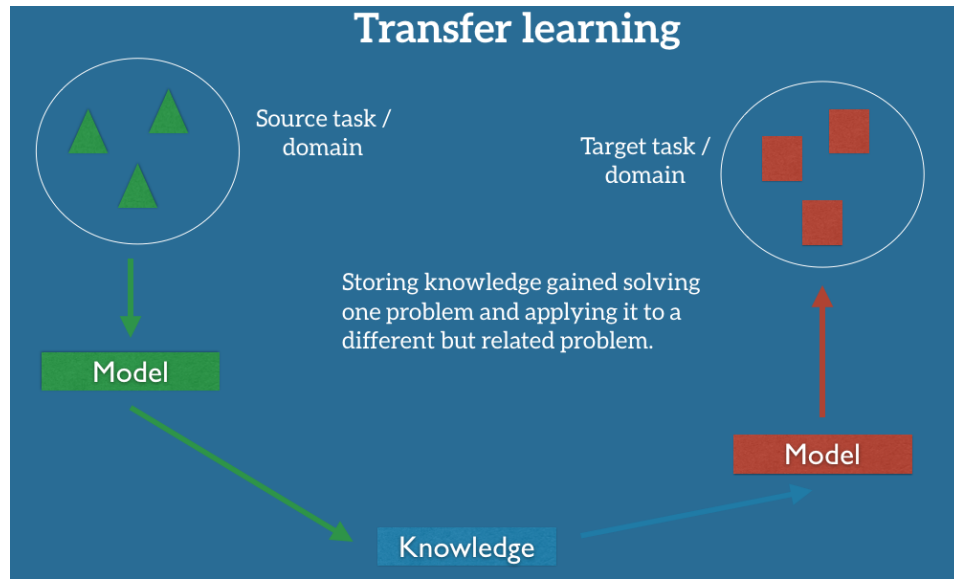 Transfer learning
Source task /
domain
Target task /
domain
Storing knowledge gained solving
one problem and applying it to a
different but related problem.
Model
Model
Knowledge